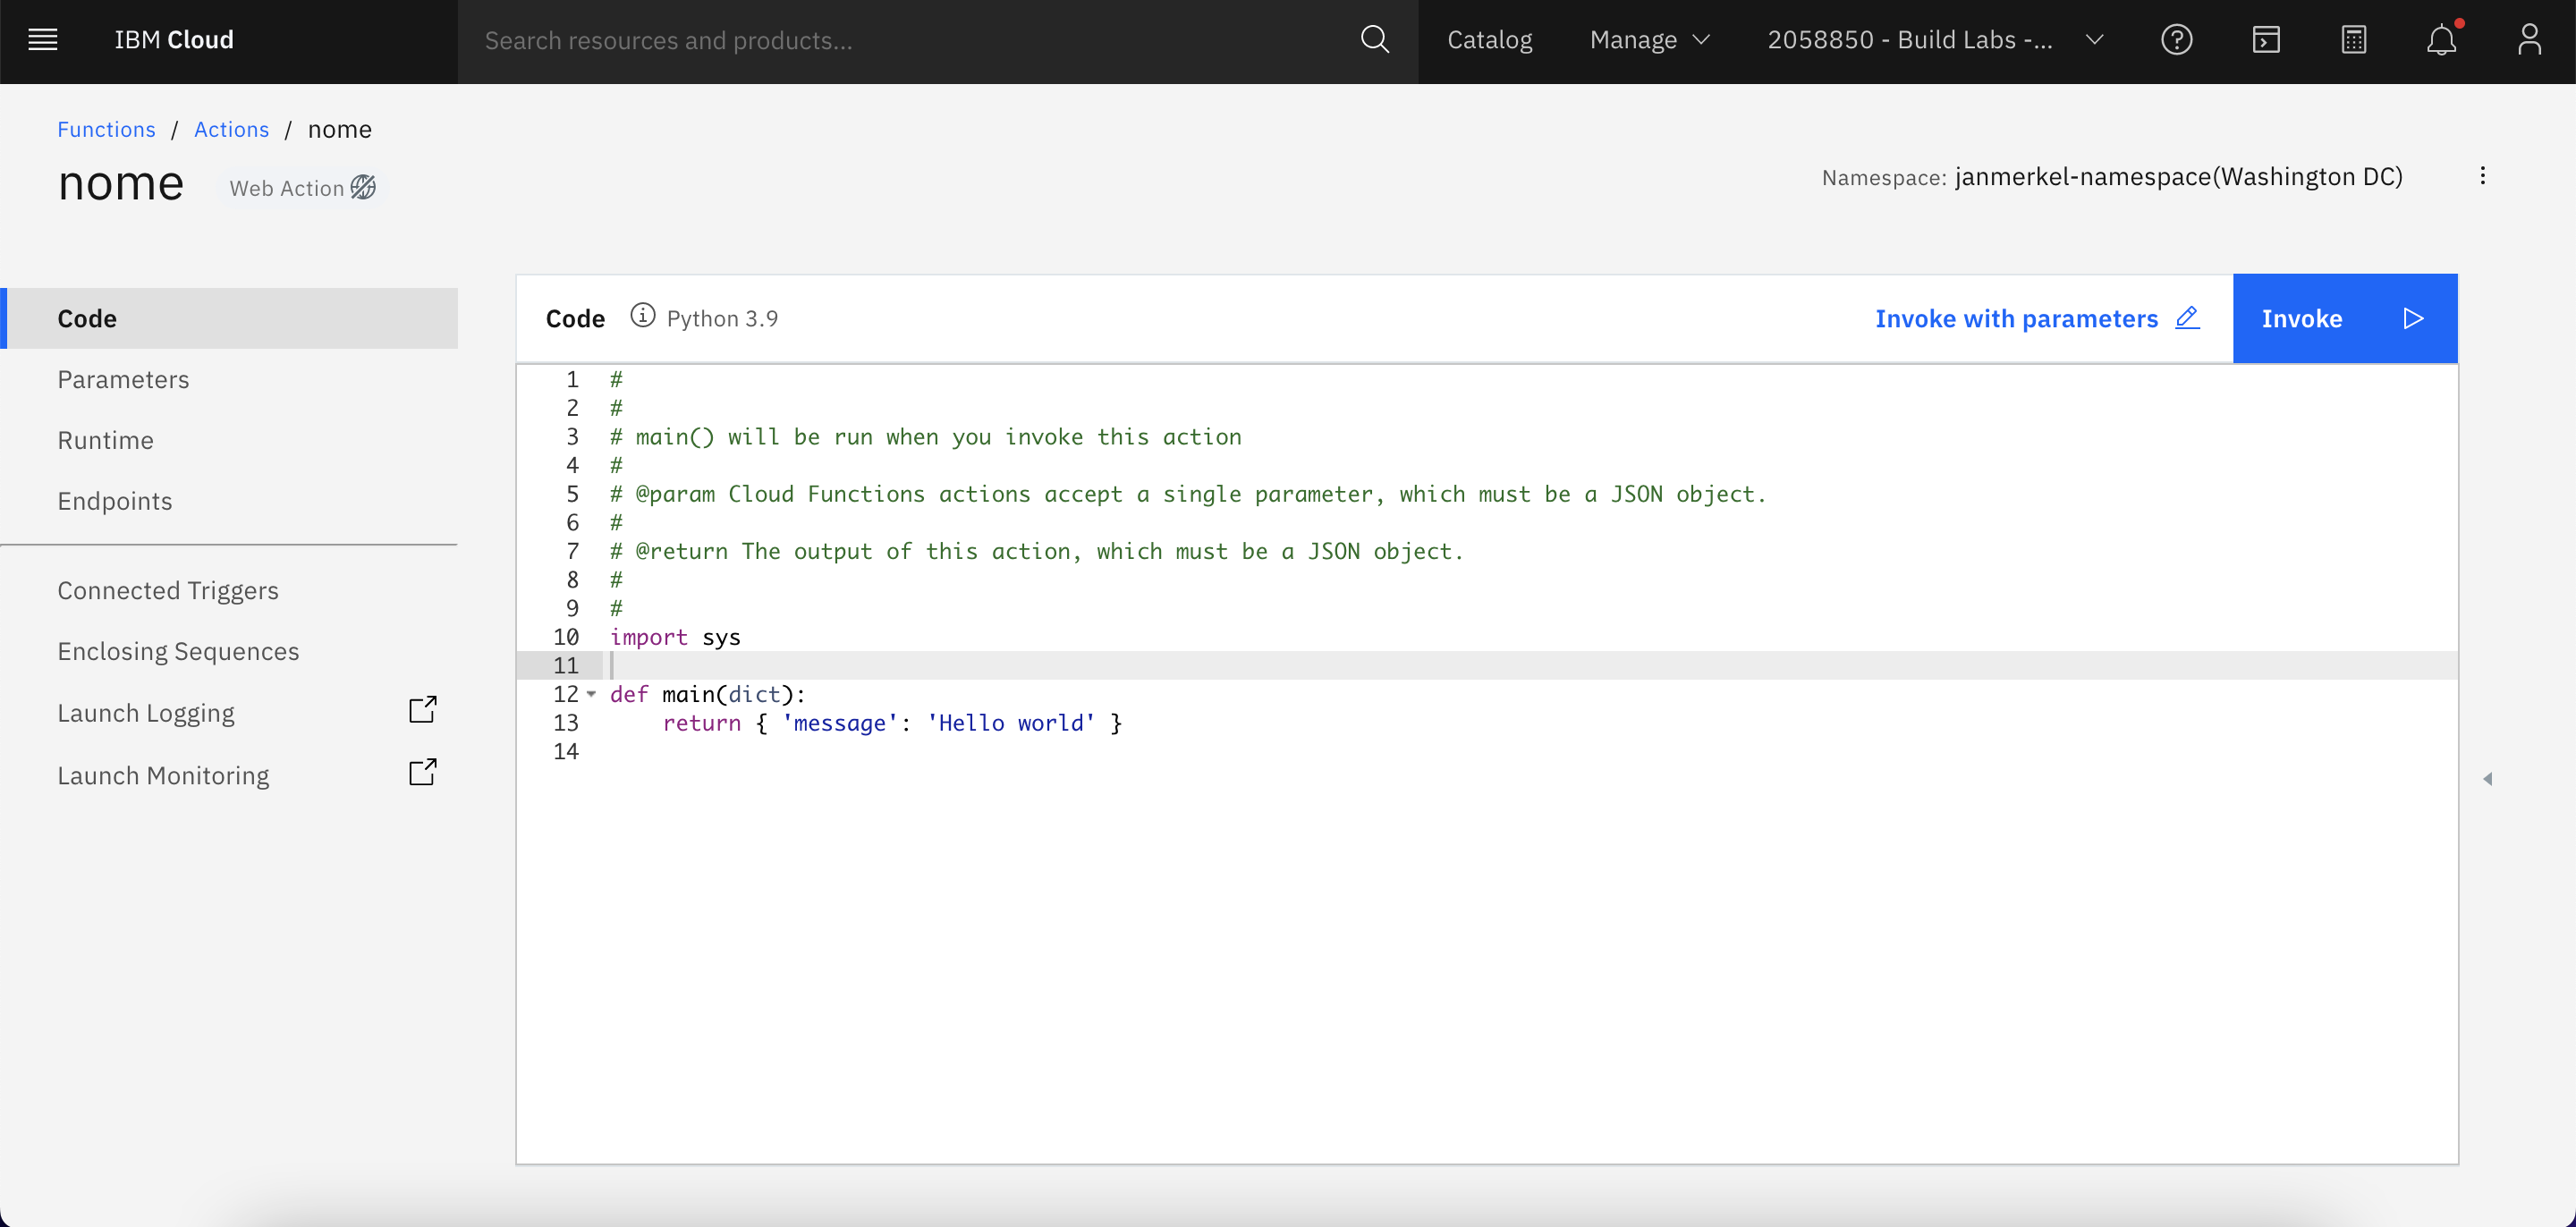 IBM Cloud
Search resources and products...
Catalog
Manage
2058850 - Build Labs -...
Functions / Actions / nome
nome
Web Action
Namespace: janmerkel-namespace(Washington DC)
Code
Parameters
Runtime
Endpoints
Connected Triggers
Enclosing Sequences
Launch Logging
Launch Monitoring
Code
Python 3.9
Invoke with parameters
Invoke
1 #
2 #
3 # main() will be run when you invoke this action
4 #
5 # @param Cloud Functions actions accept a single parameter, which must be a JSON object.
6 #
7 # @return The output of this action, which must be a JSON object.
8 #
9 #
10 import sys
11
12 def main(dict):
13     return { 'message': 'Hello world' }
14